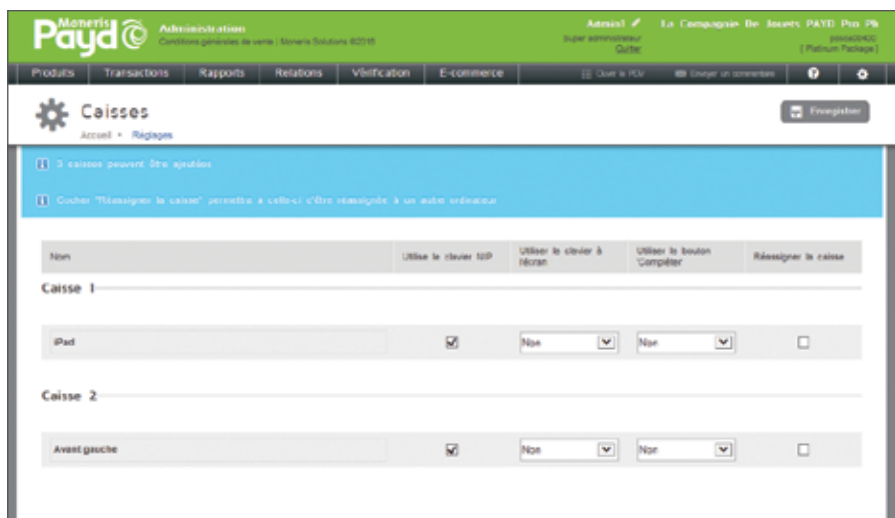 Moneris
Payd
Administration
Conditions générales de vente | Moneris Solutions ©2016
Admin1
Super administrateur
Quitter
La Compagnie De Jouets PAYD Pro Pl
[ Platinum Package ]
Produits Transactions Rapports Relations Vérification E-commerce Ouvrir le PDV Envoyer un commentaire
Caisses
Accueil • Réglages
Enregistrer
3 caisses peuvent être ajoutées
Cocher "Réassigner la caisse" permettra à celle-ci d'être réassignée à un autre ordinateur
Nom Utilise le clavier NIP Utiliser le clavier à l'écran Utiliser le bouton 'Compléter' Réassigner la caisse
Caisse 1
iPad Non Non
Caisse 2
Avant gauche Non Non